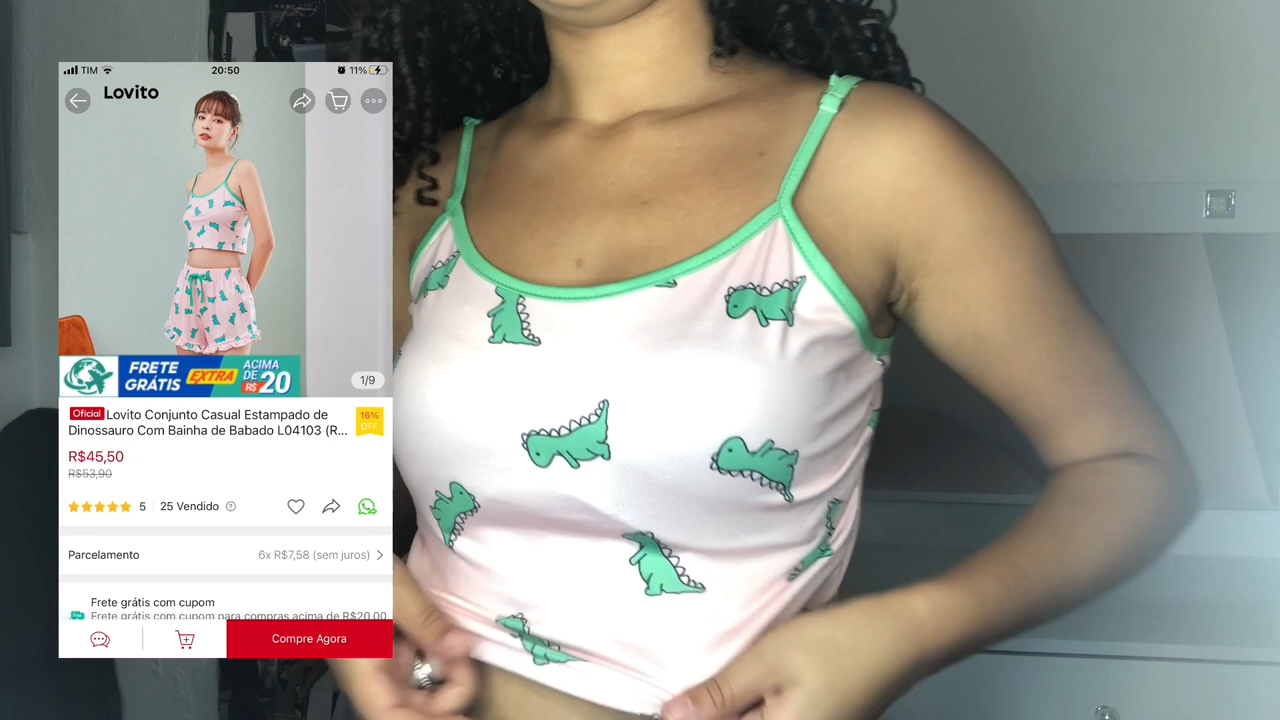 TIM 20:50 11%
Lovito
FRETE GRÁTIS EXTRA ACIMA DE R$20
1/9
Oficial Lovito Conjunto Casual Estampado de
Dinossauro Com Bainha de Babado L04103 (R...
16% OFF
R$45,50
R$53,90
5 25 Vendido
Parcelamento 6x R$7,58 (sem juros)
Frete grátis com cupom
Frete grátis com cupom para compras acima de R$20,00
Compre Agora